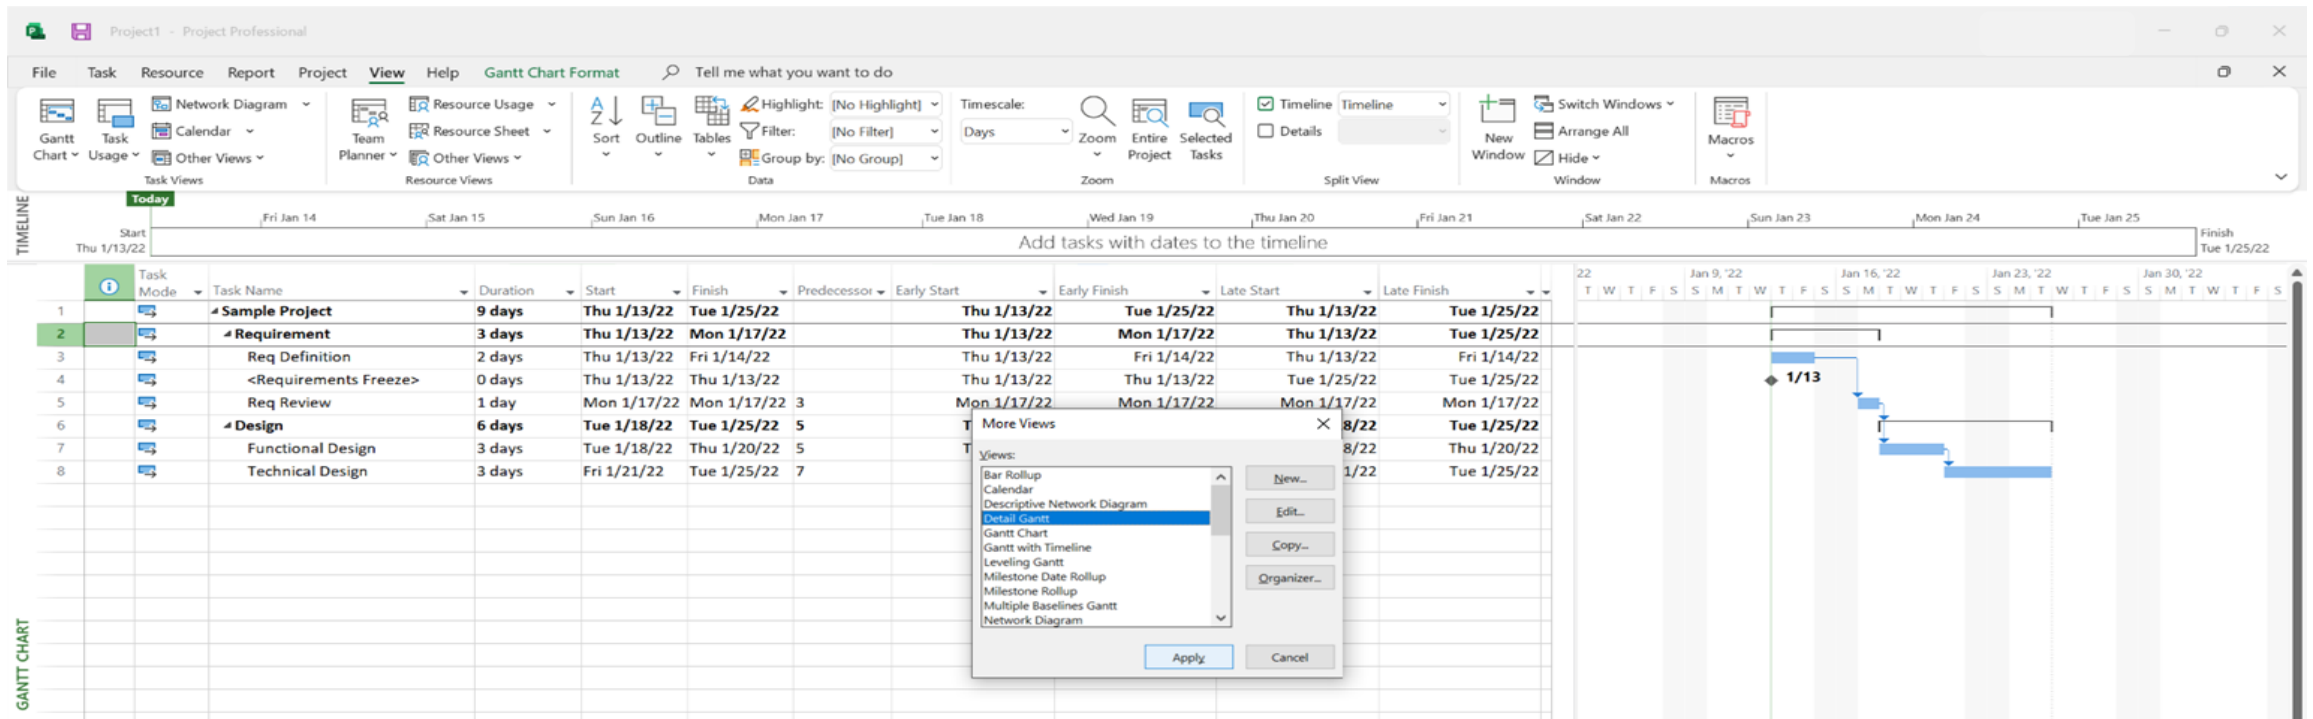 Project1 - Project Professional
File Task Resource Report Project View Help Gantt Chart Format Tell me what you want to do
Gantt Chart
Task Usage
Network Diagram
Calendar
Other Views
Task Views
Team Planner
Resource Usage
Resource Sheet
Other Views
Resource Views
Sort
Outline
Tables
Highlight: [No Highlight]
Filter: [No Filter]
Group by: [No Group]
Data
Timescale:
Days
Zoom
Entire Project
Selected Tasks
Zoom
Timeline Timeline
Details
Split View
New Window
Switch Windows
Arrange All
Hide
Window
Macros
Macros
TIMELINE
Today
Fri Jan 14 Sat Jan 15 Sun Jan 16 Mon Jan 17 Tue Jan 18 Wed Jan 19 Thu Jan 20 Fri Jan 21 Sat Jan 22 Sun Jan 23 Mon Jan 24 Tue Jan 25
Start
Thu 1/13/22
Add tasks with dates to the timeline
Finish
Tue 1/25/22
Task Mode Task Name Duration Start Finish Predecessor Early Start Early Finish Late Start Late Finish
22 Jan 9, '22 Jan 16, '22 Jan 23, '22 Jan 30, '22
T W T F S S M T W T F S S M T W T F S S M T W T F S S M T W T F S
1 Sample Project 9 days Thu 1/13/22 Tue 1/25/22 Thu 1/13/22 Tue 1/25/22 Thu 1/13/22 Tue 1/25/22
2 Requirement 3 days Thu 1/13/22 Mon 1/17/22 Thu 1/13/22 Mon 1/17/22 Thu 1/13/22 Tue 1/25/22
3 Req Definition 2 days Thu 1/13/22 Fri 1/14/22 Thu 1/13/22 Fri 1/14/22 Thu 1/13/22 Fri 1/14/22
4 <Requirements Freeze> 0 days Thu 1/13/22 Thu 1/13/22 Thu 1/13/22 Thu 1/13/22 Tue 1/25/22 Tue 1/25/22 1/13
5 Req Review 1 day Mon 1/17/22 Mon 1/17/22 3 Mon 1/17/22 Mon 1/17/22 Mon 1/17/22 Mon 1/17/22
6 Design 6 days Tue 1/18/22 Tue 1/25/22 5 T 8/22 Tue 1/25/22
7 Functional Design 3 days Tue 1/18/22 Thu 1/20/22 5 T 8/22 Thu 1/20/22
8 Technical Design 3 days Fri 1/21/22 Tue 1/25/22 7 1/22 Tue 1/25/22
More Views
Views:
Bar Rollup
Calendar
Descriptive Network Diagram
Detail Gantt
Gantt Chart
Gantt with Timeline
Leveling Gantt
Milestone Date Rollup
Milestone Rollup
Multiple Baselines Gantt
Network Diagram
New...
Edit...
Copy...
Organizer...
Apply
Cancel
GANTT CHART